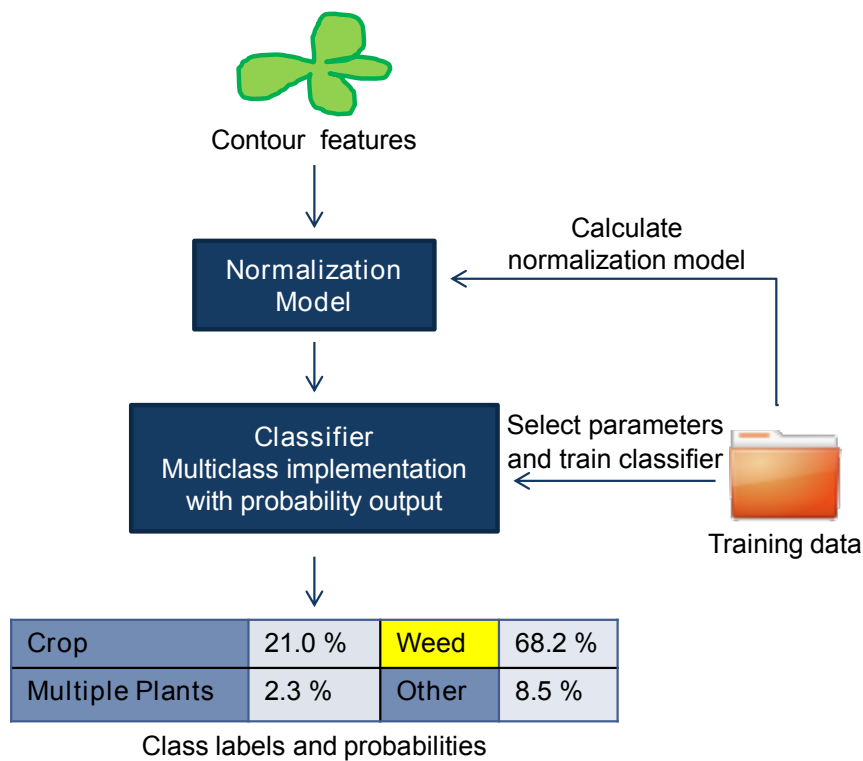 Contour features
Calculate
normalization model
Normalization
Model
Select parameters
and train classifier
Classifier
Multiclass implementation
with probability output
Training data
Crop 21.0 % Weed 68.2 %
Multiple Plants 2.3 % Other 8.5 %
Class labels and probabilities